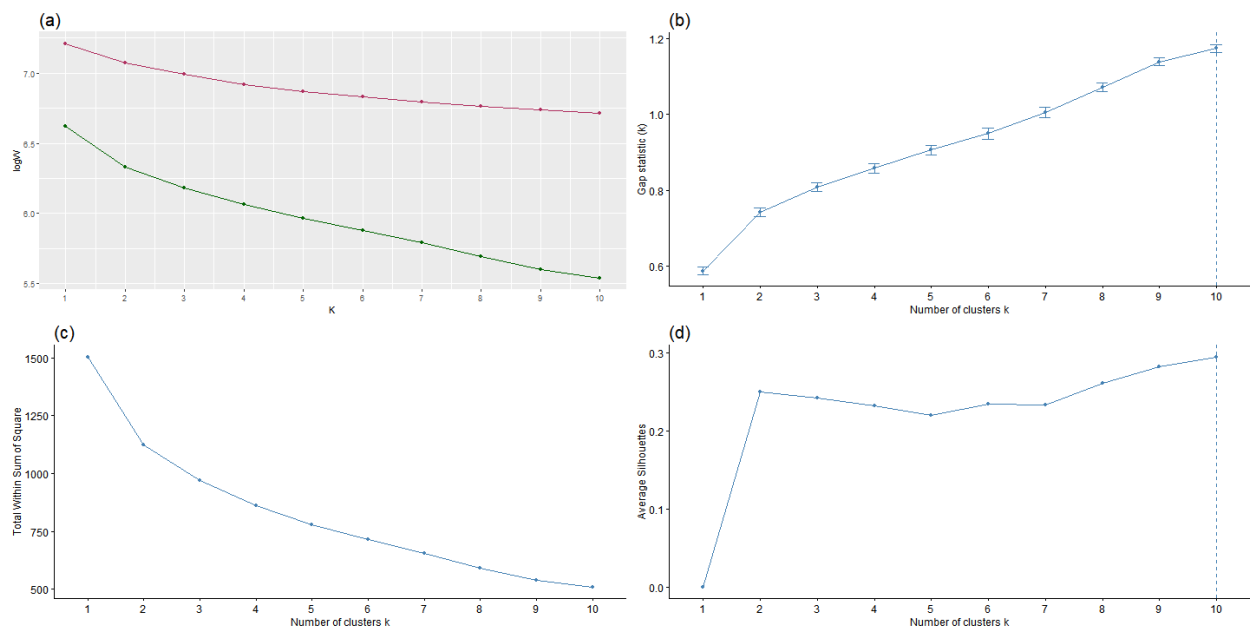 (a)
logW
7.0
6.5
6.0
5.5
1 2 3 4 5 6 7 8 9 10
K
(b)
Gap statistic (k)
1.2
1.0
0.8
0.6
1 2 3 4 5 6 7 8 9 10
Number of clusters k
(c)
Total Within Sum of Square
1500
1250
1000
750
500
1 2 3 4 5 6 7 8 9 10
Number of clusters k
(d)
Average Silhouettes
0.3
0.2
0.1
0.0
1 2 3 4 5 6 7 8 9 10
Number of clusters k